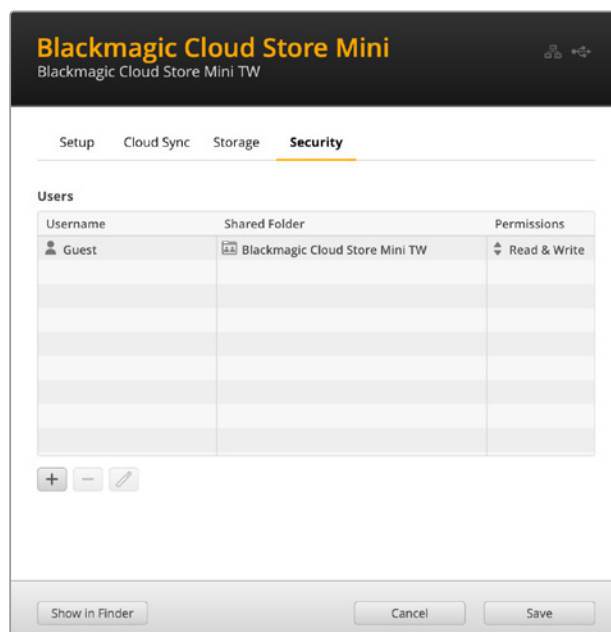 Blackmagic Cloud Store Mini
Blackmagic Cloud Store Mini TW
Setup Cloud Sync Storage Security
Users
Username Shared Folder Permissions
Guest Blackmagic Cloud Store Mini TW Read & Write
Show in Finder Cancel Save